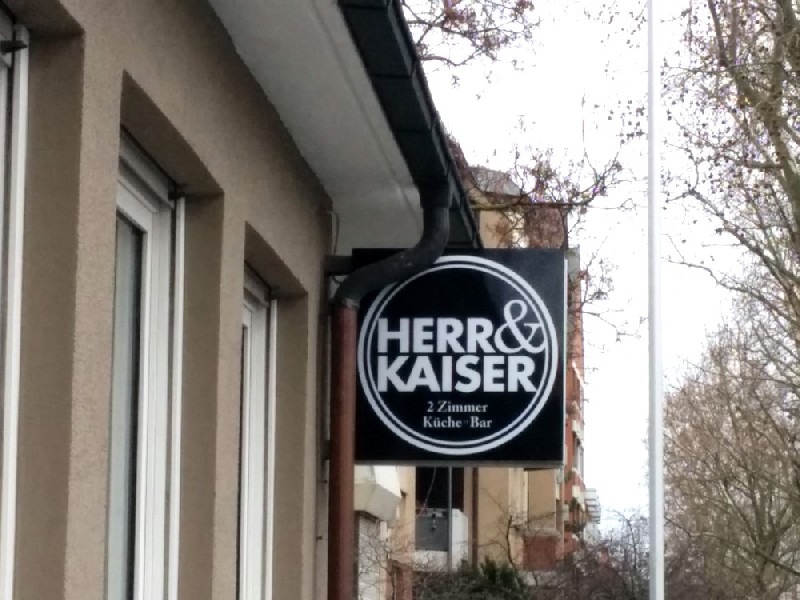 HERR&
KAISER
2 Zimmer
Küche · Bar